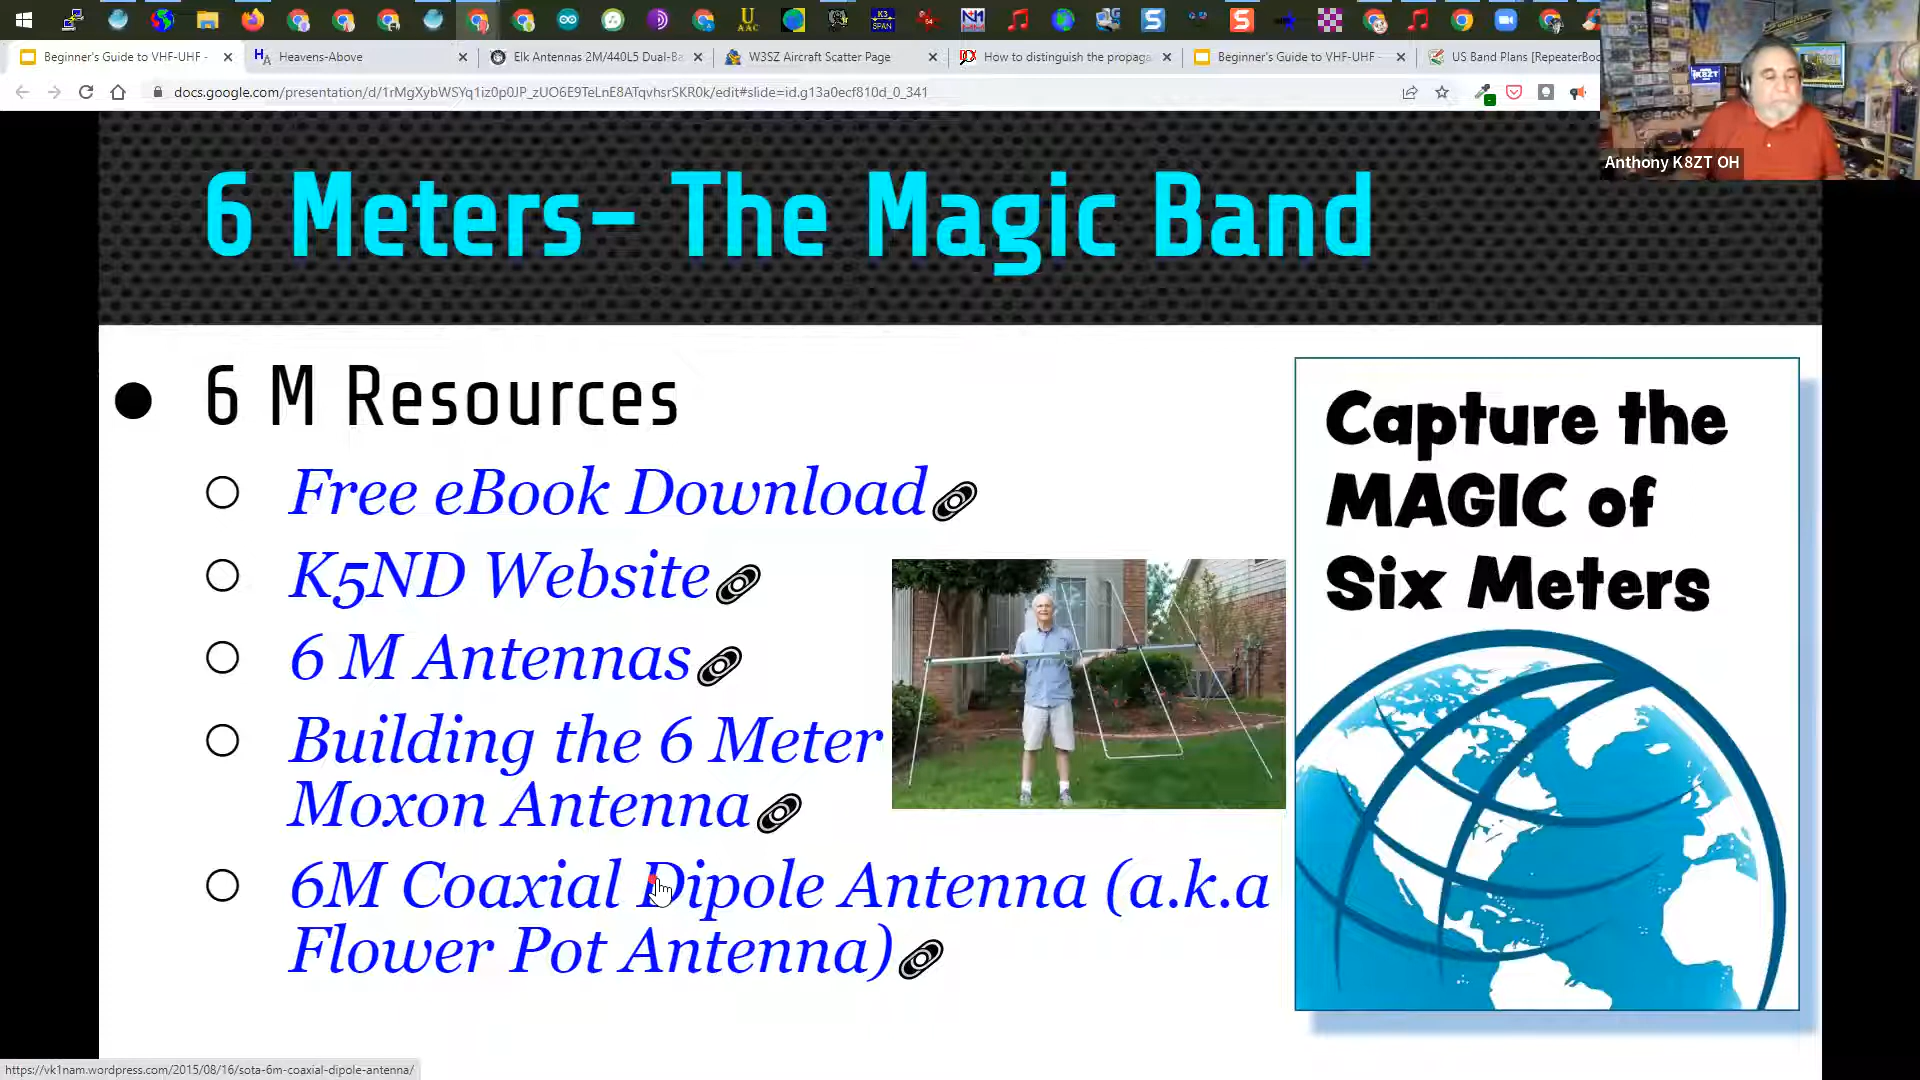 Beginner's Guide to VHF-UHF -
Heavens-Above
Elk Antennas 2M/440L5 Dual-Ba
W3SZ Aircraft Scatter Page
How to distinguish the propaga
Beginner's Guide to VHF-UHF -
US Band Plans [RepeaterBoo
docs.google.com/presentation/d/1rMgXybWSYq1iz0p0JP_zUO6E9TeLnE8ATqvhsrSKR0k/edit#slide=id.g13a0ecf810d_0_341
K8ZT
Anthony K8ZT OH
6 Meters– The Magic Band
6 M Resources
Free eBook Download
K5ND Website
6 M Antennas
Building the 6 Meter
Moxon Antenna
6M Coaxial Dipole Antenna (a.k.a
Flower Pot Antenna)
Capture the
MAGIC of
Six Meters
https://vk1nam.wordpress.com/2015/08/16/sota-6m-coaxial-dipole-antenna/